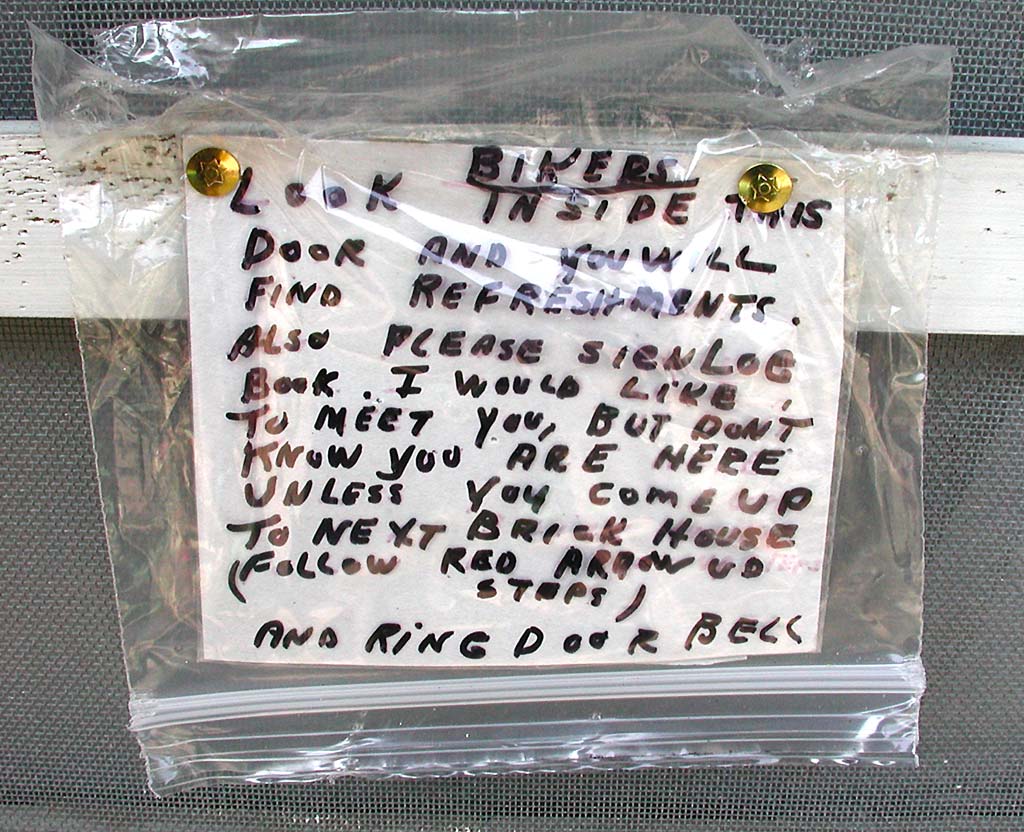 BIKERS
LOOK INSIDE THIS
DOOR AND YOU WILL
FIND REFRESHMENTS.
ALSO PLEASE SIGN LOG
BOOK. I WOULD LIKE
TO MEET YOU, BUT DON'T
KNOW YOU ARE HERE
UNLESS YOU COME UP
TO NEXT BRICK HOUSE
(FOLLOW RED ARROW UP
STEPS)
AND RING DOOR BELL